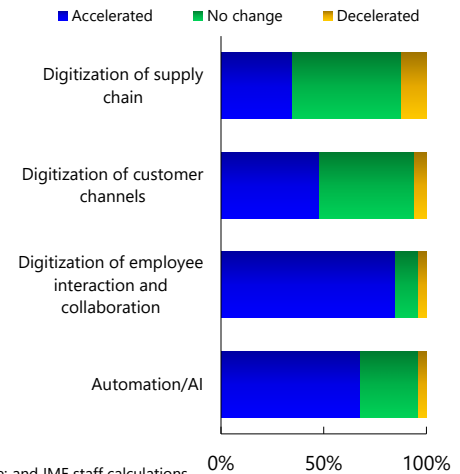 Accelerated No change Decelerated
Digitization of supply
chain
Digitization of customer
channels
Digitization of employee
interaction and
collaboration
Automation/AI
0% 50% 100%
and IMF staff calculations